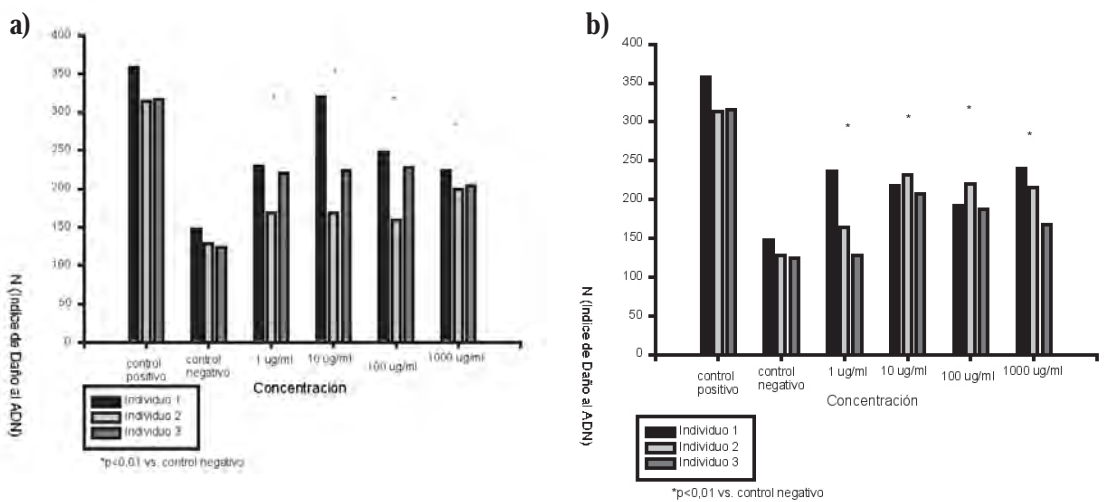 a)
400
350
300
250
200
150
100
50
0
N (Indice de Daño al ADN)
control positivo
control negativo
1 ug/ml
10 ug/ml
100 ug/ml
1000 ug/ml
Concentración
Individuo 1
Individuo 2
Individuo 3
*p<0,01 vs. control negativo
b)
400
350
300
250
200
150
100
50
0
N (Indice de Daño al ADN)
control positivo
control negativo
1 ug/ml
10 ug/ml
100 ug/ml
1000 ug/ml
* * * *
Concentración
Individuo 1
Individuo 2
Individuo 3
*p<0,01 vs. control negativo